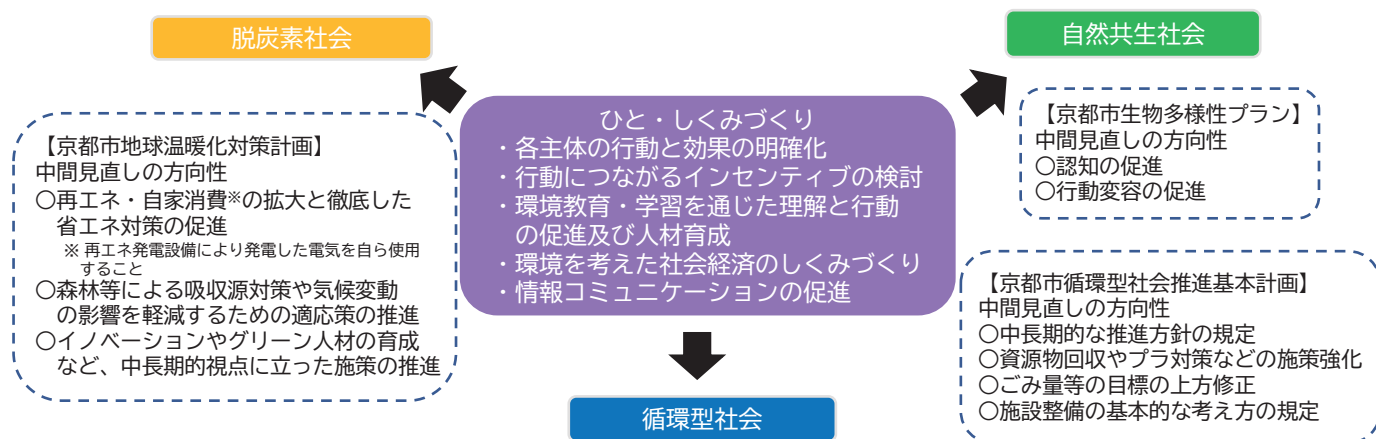 脱炭素社会
自然共生社会
【京都市地球温暖化対策計画】
中間見直しの方向性
○再エネ・自家消費※の拡大と徹底した
省エネ対策の促進
※ 再エネ発電設備により発電した電気を自ら使用
すること
○森林等による吸収源対策や気候変動
の影響を軽減するための適応策の推進
○イノベーションやグリーン人材の育成
など、中長期的視点に立った施策の推進
ひと・しくみづくり
・各主体の行動と効果の明確化
・行動につながるインセンティブの検討
・環境教育・学習を通じた理解と行動
の促進及び人材育成
・環境を考えた社会経済のしくみづくり
・情報コミュニケーションの促進
【京都市生物多様性プラン】
中間見直しの方向性
○認知の促進
○行動変容の促進
【京都市循環型社会推進基本計画】
中間見直しの方向性
○中長期的な推進方針の規定
○資源物回収やプラ対策などの施策強化
○ごみ量等の目標の上方修正
○施設整備の基本的な考え方の規定
循環型社会